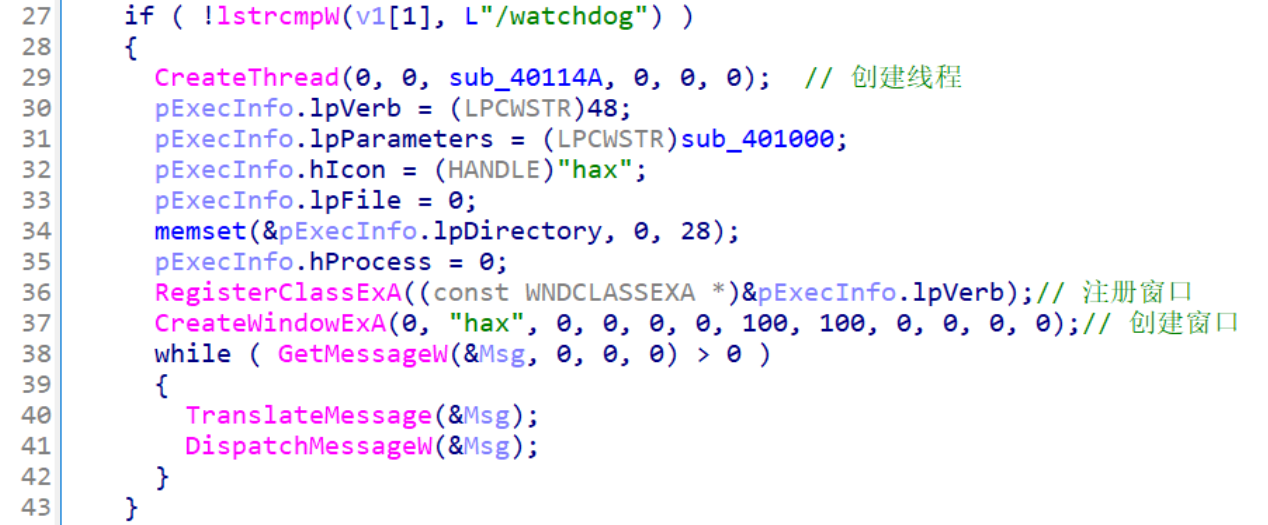 27 if ( !lstrcmpW(v1[1], L"/watchdog") )
28 {
29 CreateThread(0, 0, sub_40114A, 0, 0, 0); // 创建线程
30 pExecInfo.lpVerb = (LPCWSTR)48;
31 pExecInfo.lpParameters = (LPCWSTR)sub_401000;
32 pExecInfo.hIcon = (HANDLE)"hax";
33 pExecInfo.lpFile = 0;
34 memset(&pExecInfo.lpDirectory, 0, 28);
35 pExecInfo.hProcess = 0;
36 RegisterClassExA((const WNDCLASSEXA *)&pExecInfo.lpVerb);// 注册窗口
37 CreateWindowExA(0, "hax", 0, 0, 0, 0, 100, 100, 0, 0, 0, 0);// 创建窗口
38 while ( GetMessageW(&Msg, 0, 0, 0) > 0 )
39 {
40 TranslateMessage(&Msg);
41 DispatchMessageW(&Msg);
42 }
43 }